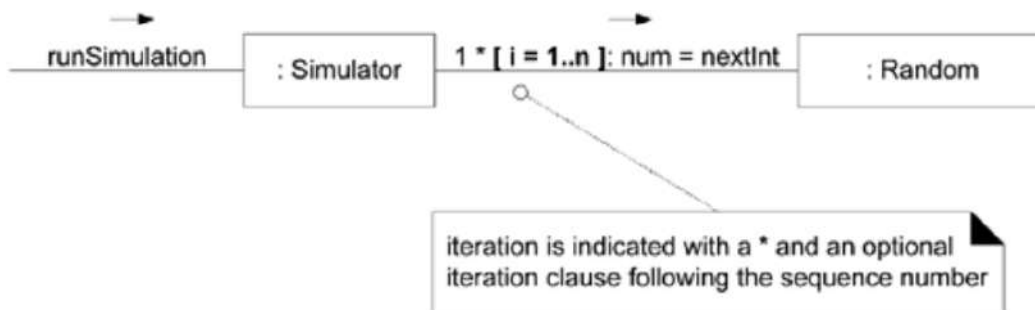 runSimulation
: Simulator
1 * [ i = 1..n ]: num = nextInt
: Random
iteration is indicated with a * and an optional
iteration clause following the sequence number